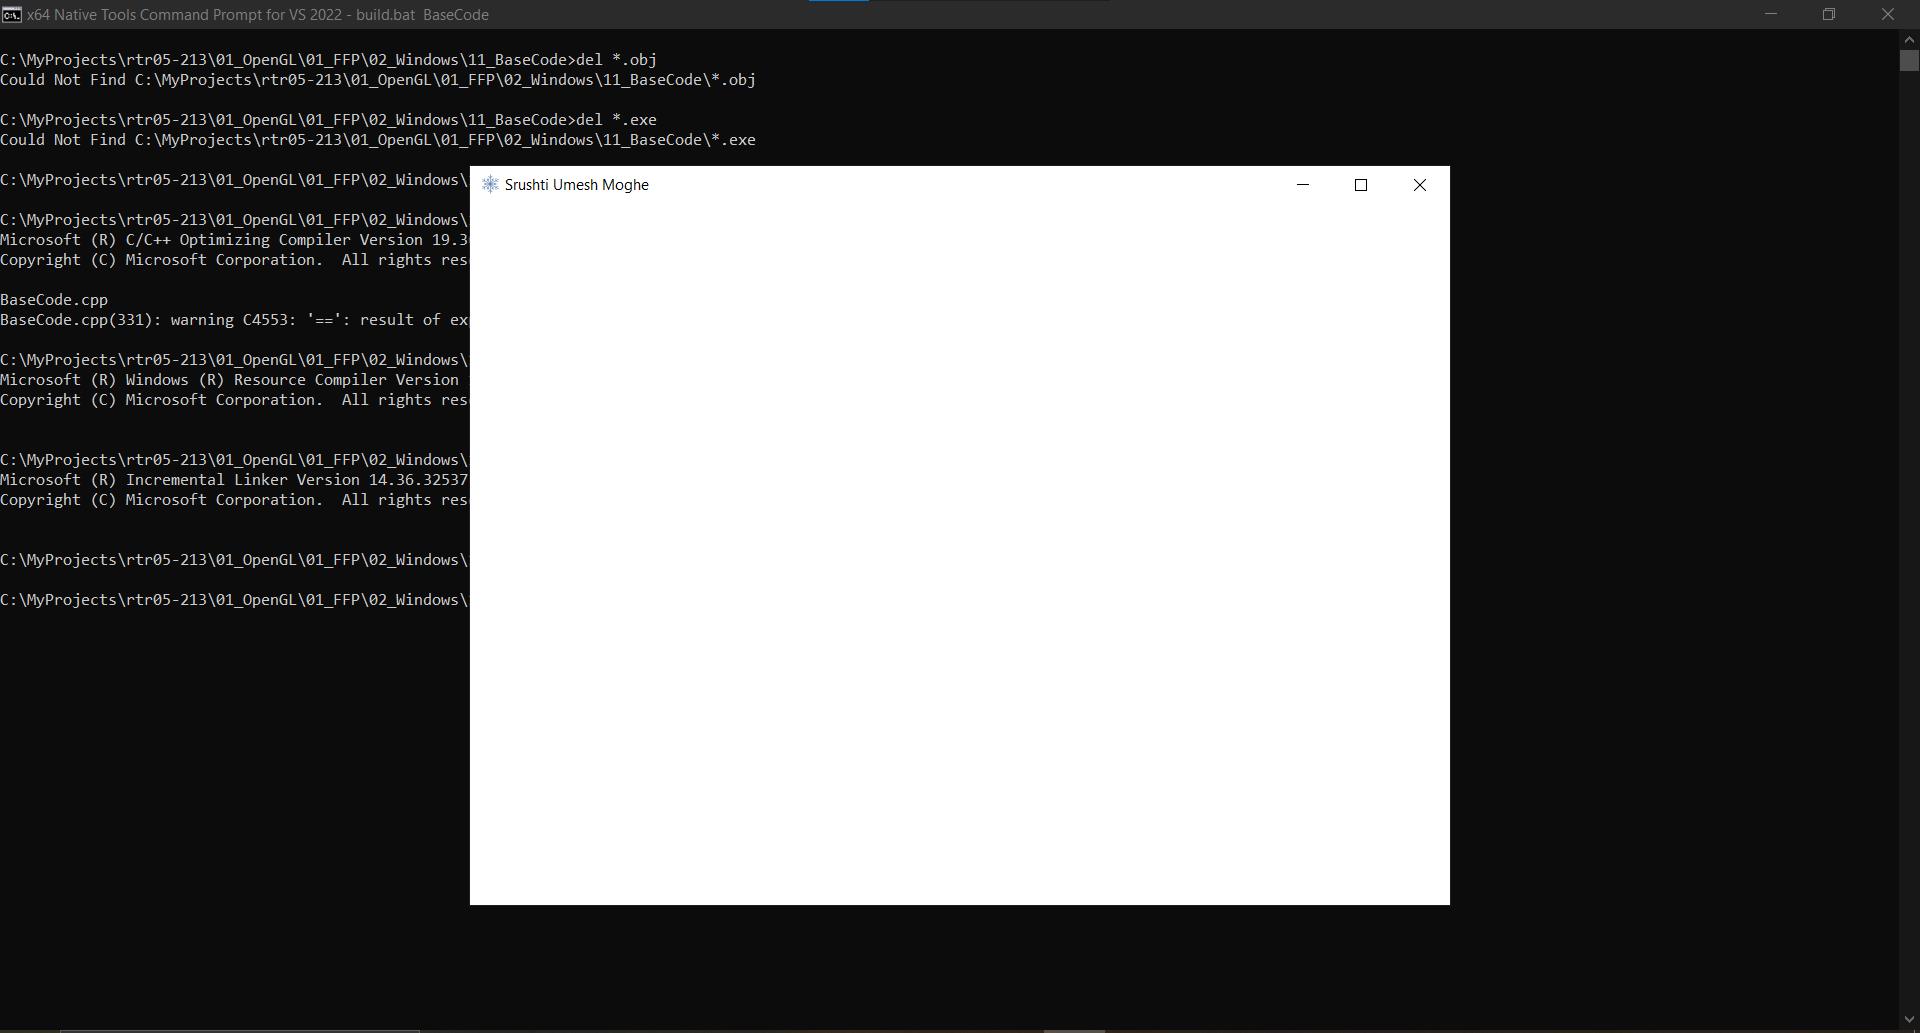 x64 Native Tools Command Prompt for VS 2022 - build.bat  BaseCode
C:\MyProjects\rtr05-213\01_OpenGL\01_FFP\02_Windows\11_BaseCode>del *.obj
Could Not Find C:\MyProjects\rtr05-213\01_OpenGL\01_FFP\02_Windows\11_BaseCode\*.obj
C:\MyProjects\rtr05-213\01_OpenGL\01_FFP\02_Windows\11_BaseCode>del *.exe
Could Not Find C:\MyProjects\rtr05-213\01_OpenGL\01_FFP\02_Windows\11_BaseCode\*.exe
C:\MyProjects\rtr05-213\01_OpenGL\01_FFP\02_Windows\
Srushti Umesh Moghe
C:\MyProjects\rtr05-213\01_OpenGL\01_FFP\02_Windows\
Microsoft (R) C/C++ Optimizing Compiler Version 19.3
Copyright (C) Microsoft Corporation.  All rights res
BaseCode.cpp
BaseCode.cpp(331): warning C4553: '==': result of ex
C:\MyProjects\rtr05-213\01_OpenGL\01_FFP\02_Windows\
Microsoft (R) Windows (R) Resource Compiler Version
Copyright (C) Microsoft Corporation.  All rights res
C:\MyProjects\rtr05-213\01_OpenGL\01_FFP\02_Windows\
Microsoft (R) Incremental Linker Version 14.36.32537
Copyright (C) Microsoft Corporation.  All rights res
C:\MyProjects\rtr05-213\01_OpenGL\01_FFP\02_Windows\
C:\MyProjects\rtr05-213\01_OpenGL\01_FFP\02_Windows\